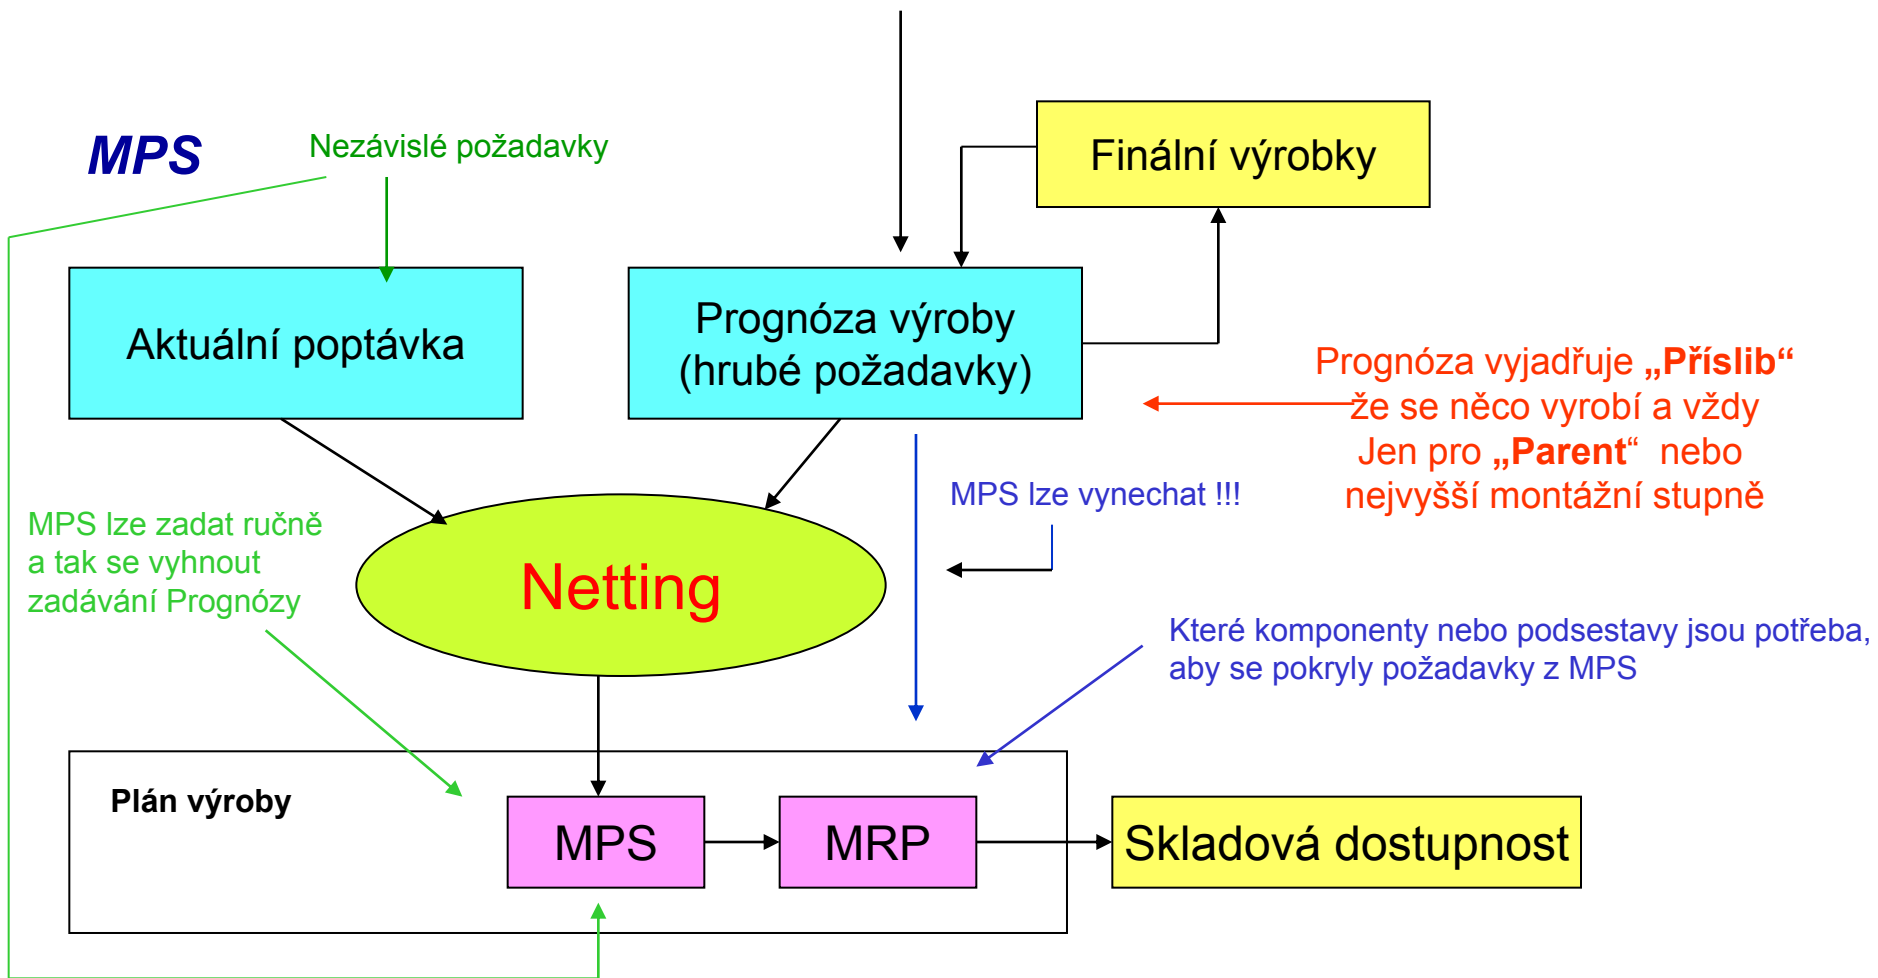 MPS
Nezávislé požadavky
Finální výrobky
Aktuální poptávka
Prognóza výroby
(hrubé požadavky)
Prognóza vyjadřuje „Příslib“
že se něco vyrobí a vždy
Jen pro „Parent“ nebo
nejvyšší montážní stupně
MPS lze vynechat !!!
MPS lze zadat ručně
a tak se vyhnout
zadávání Prognózy
Netting
Které komponenty nebo podsestavy jsou potřeba,
aby se pokryly požadavky z MPS
Plán výroby
MPS
MRP
Skladová dostupnost